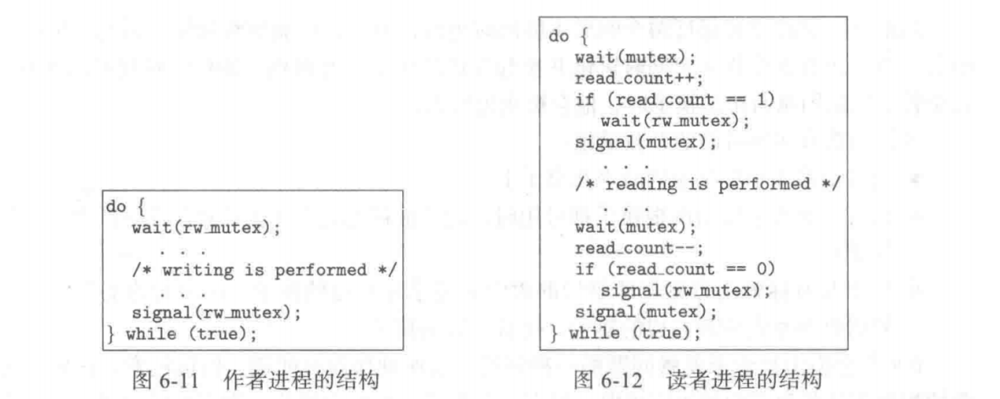 do {
wait(rw_mutex);
. . .
/* writing is performed */
. . .
signal(rw_mutex);
} while (true);
图 6-11 作者进程的结构
do {
wait(mutex);
read_count++;
if (read_count == 1)
wait(rw_mutex);
signal(mutex);
. . .
/* reading is performed */
. . .
wait(mutex);
read_count--;
if (read_count == 0)
signal(rw_mutex);
signal(mutex);
} while (true);
图 6-12 读者进程的结构